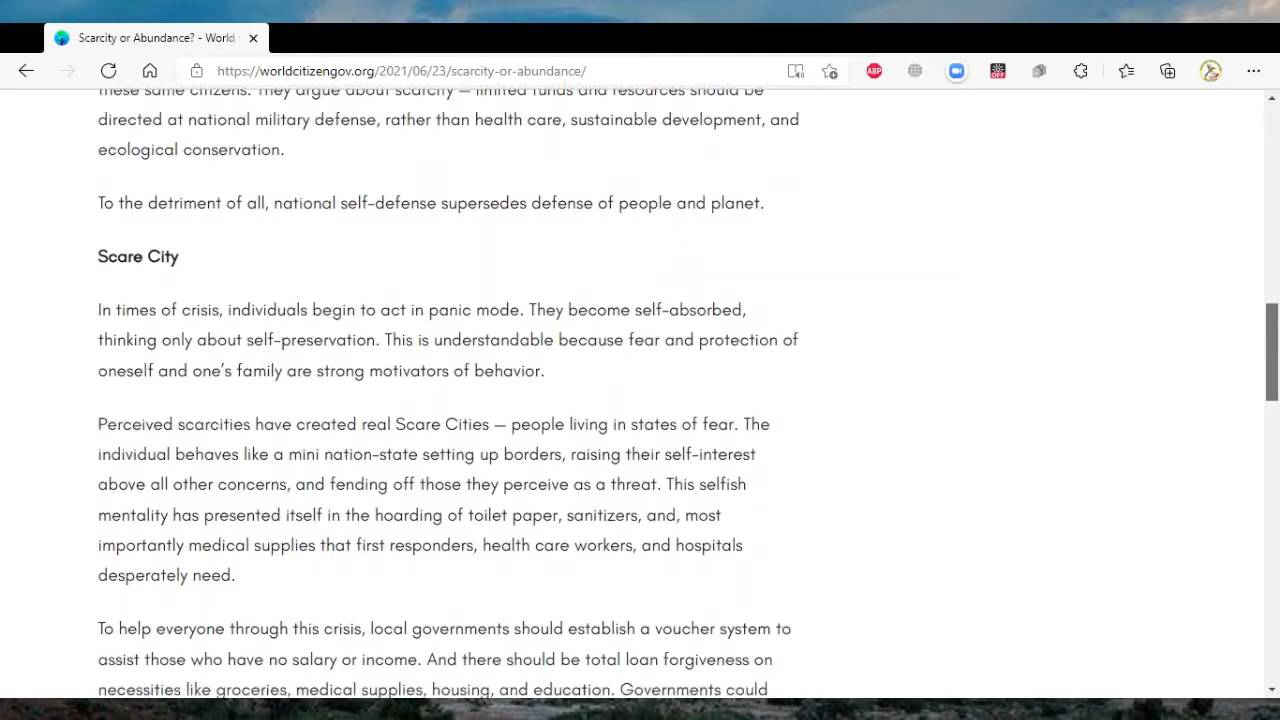 Scarcity or Abundance? - World
https://worldcitizengov.org/2021/06/23/scarcity-or-abundance/
ABP
OFF
these same citizens. They argue about scarcity — limited funds and resources should be
directed at national military defense, rather than health care, sustainable development, and
ecological conservation.
To the detriment of all, national self-defense supersedes defense of people and planet.
Scare City
In times of crisis, individuals begin to act in panic mode. They become self-absorbed,
thinking only about self-preservation. This is understandable because fear and protection of
oneself and one's family are strong motivators of behavior.
Perceived scarcities have created real Scare Cities — people living in states of fear. The
individual behaves like a mini nation-state setting up borders, raising their self-interest
above all other concerns, and fending off those they perceive as a threat. This selfish
mentality has presented itself in the hoarding of toilet paper, sanitizers, and, most
importantly medical supplies that first responders, health care workers, and hospitals
desperately need.
To help everyone through this crisis, local governments should establish a voucher system to
assist those who have no salary or income. And there should be total loan forgiveness on
necessities like groceries, medical supplies, housing, and education. Governments could